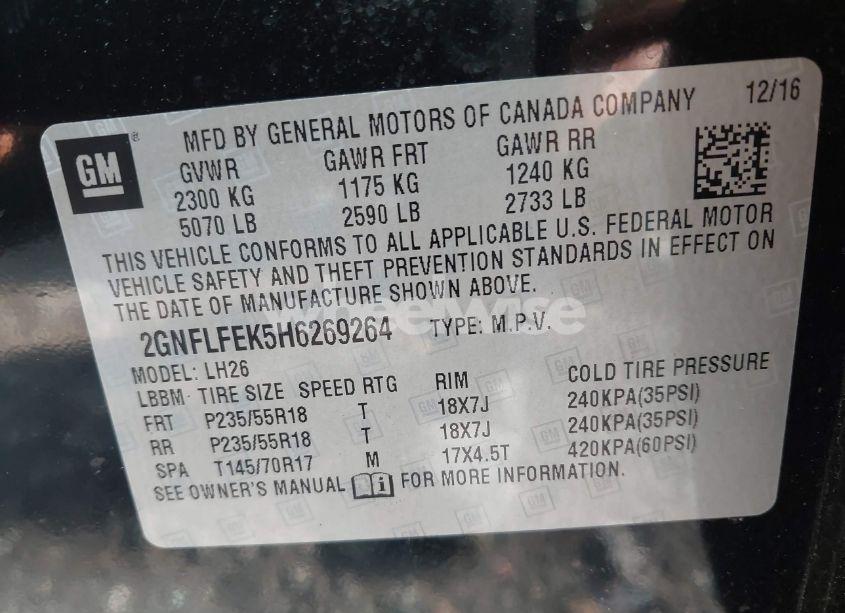 12/16
GM
MFD BY GENERAL MOTORS OF CANADA COMPANY
GVWR GAWR FRT GAWR RR
2300 KG 1175 KG 1240 KG
5070 LB 2590 LB 2733 LB
THIS VEHICLE CONFORMS TO ALL APPLICABLE U.S. FEDERAL MOTOR
VEHICLE SAFETY AND THEFT PREVENTION STANDARDS IN EFFECT ON
THE DATE OF MANUFACTURE SHOWN ABOVE.
2GNFLFEK5H6269264 TYPE: M.P.V.
MODEL: LH26
LBBM TIRE SIZE SPEED RTG RIM COLD TIRE PRESSURE
FRT P235/55R18 T 18X7J 240KPA(35PSI)
RR P235/55R18 T 18X7J 240KPA(35PSI)
SPA T145/70R17 M 17X4.5T 420KPA(60PSI)
SEE OWNER'S MANUAL FOR MORE INFORMATION.